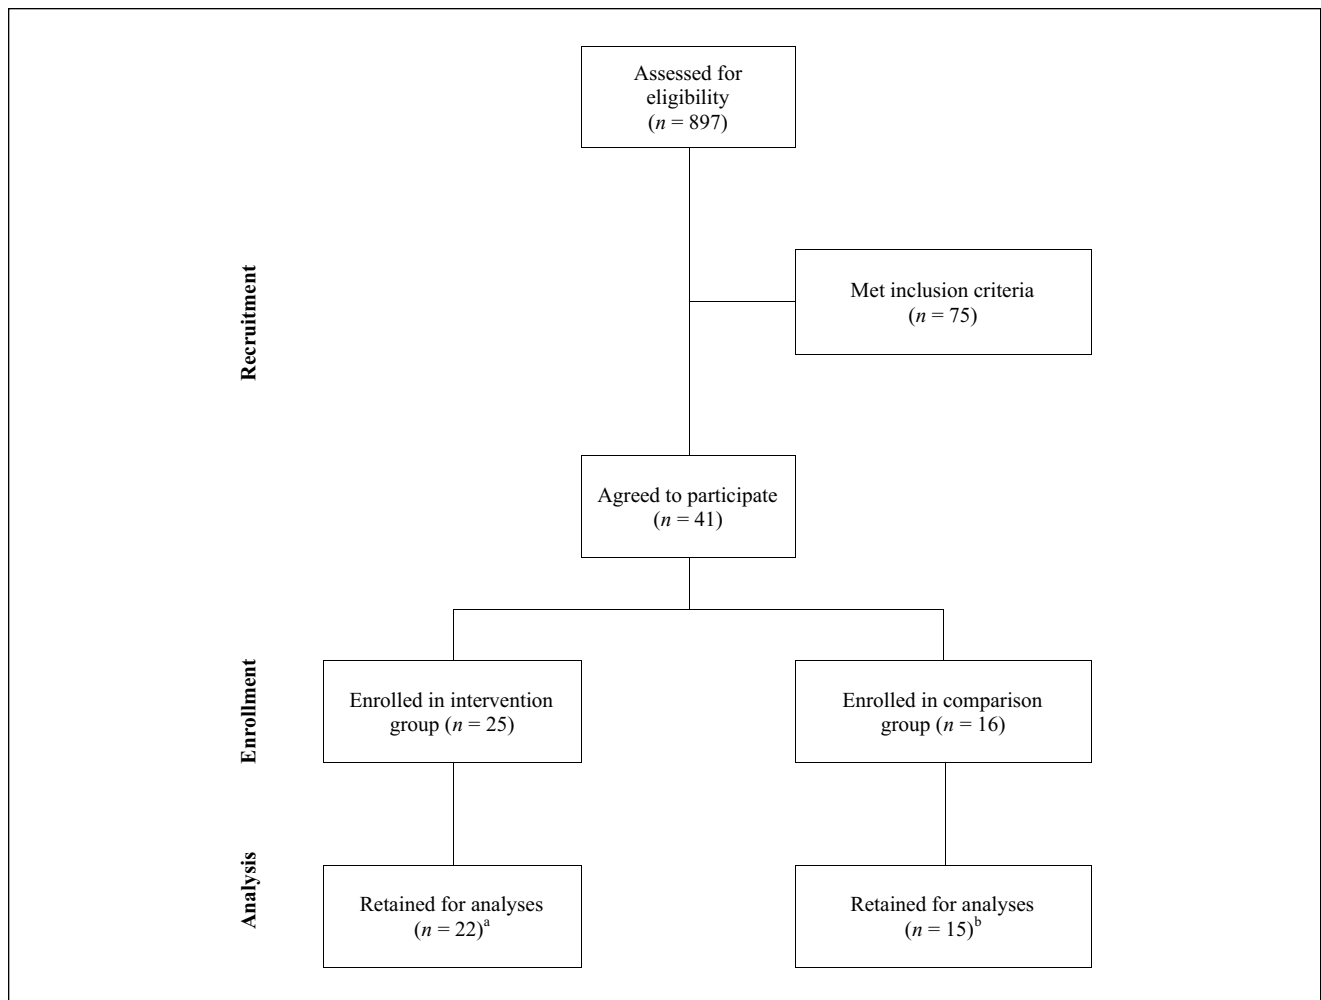 Assessed for
eligibility
(n = 897)
Recruitment
Met inclusion criteria
(n = 75)
Agreed to participate
(n = 41)
Enrollment
Enrolled in intervention
group (n = 25)
Enrolled in comparison
group (n = 16)
Analysis
Retained for analyses
(n = 22)a
Retained for analyses
(n = 15)b